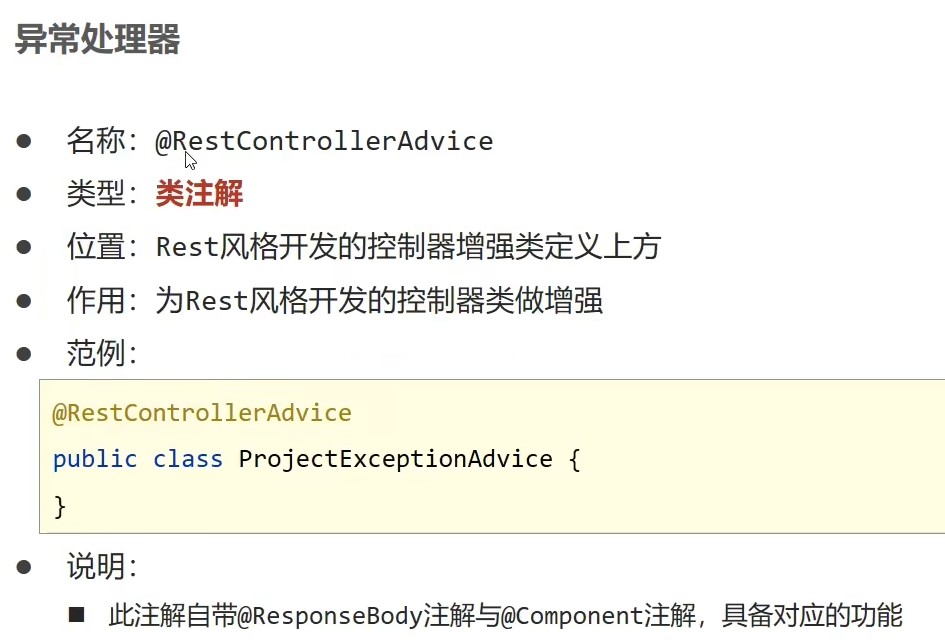 异常处理器
● 名称：@RestControllerAdvice
● 类型：类注解
● 位置：Rest风格开发的控制器增强类定义上方
● 作用：为Rest风格开发的控制器类做增强
● 范例：
@RestControllerAdvice
public class ProjectExceptionAdvice {
}
● 说明：
■ 此注解自带@ResponseBody注解与@Component注解，具备对应的功能